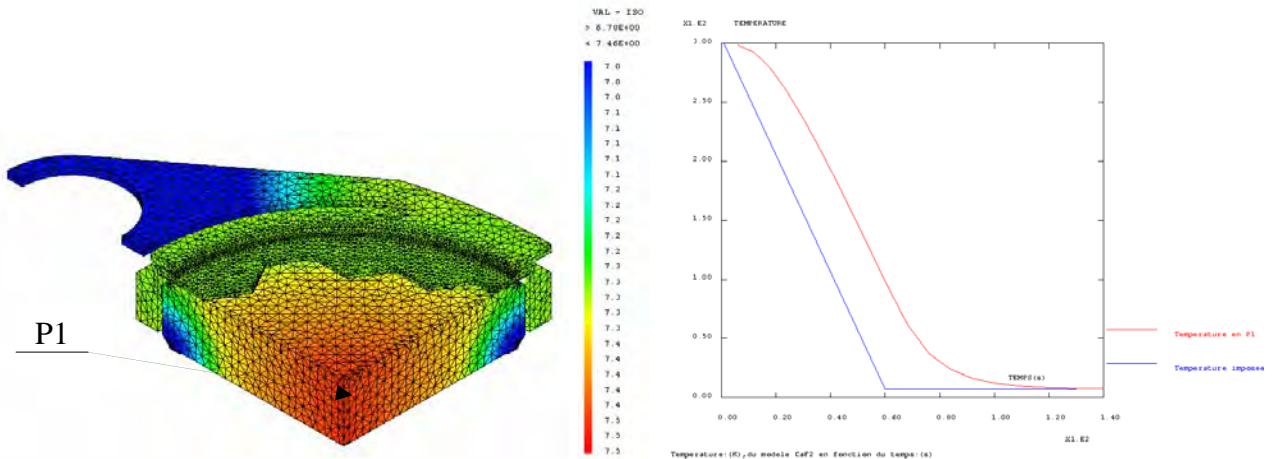 VAL - ISO
> 6.78E+00
< 7.46E+00
7.0
7.0
7.0
7.1
7.1
7.1
7.1
7.2
7.2
7.2
7.3
7.3
7.3
7.3
7.4
7.4
7.4
7.4
7.5
7.5
P1
X1.E2 TEMPERATURE
3.00
2.50
2.00
1.50
1.00
0.50
0.00
0.00 0.20 0.40 0.60 0.80 1.00 1.20 1.40
TEMPS(s)
X1.E2
Temperature en P1
Temperature imposee
Temperature:(K),du modele CaF2 en fonction du temps:(s)